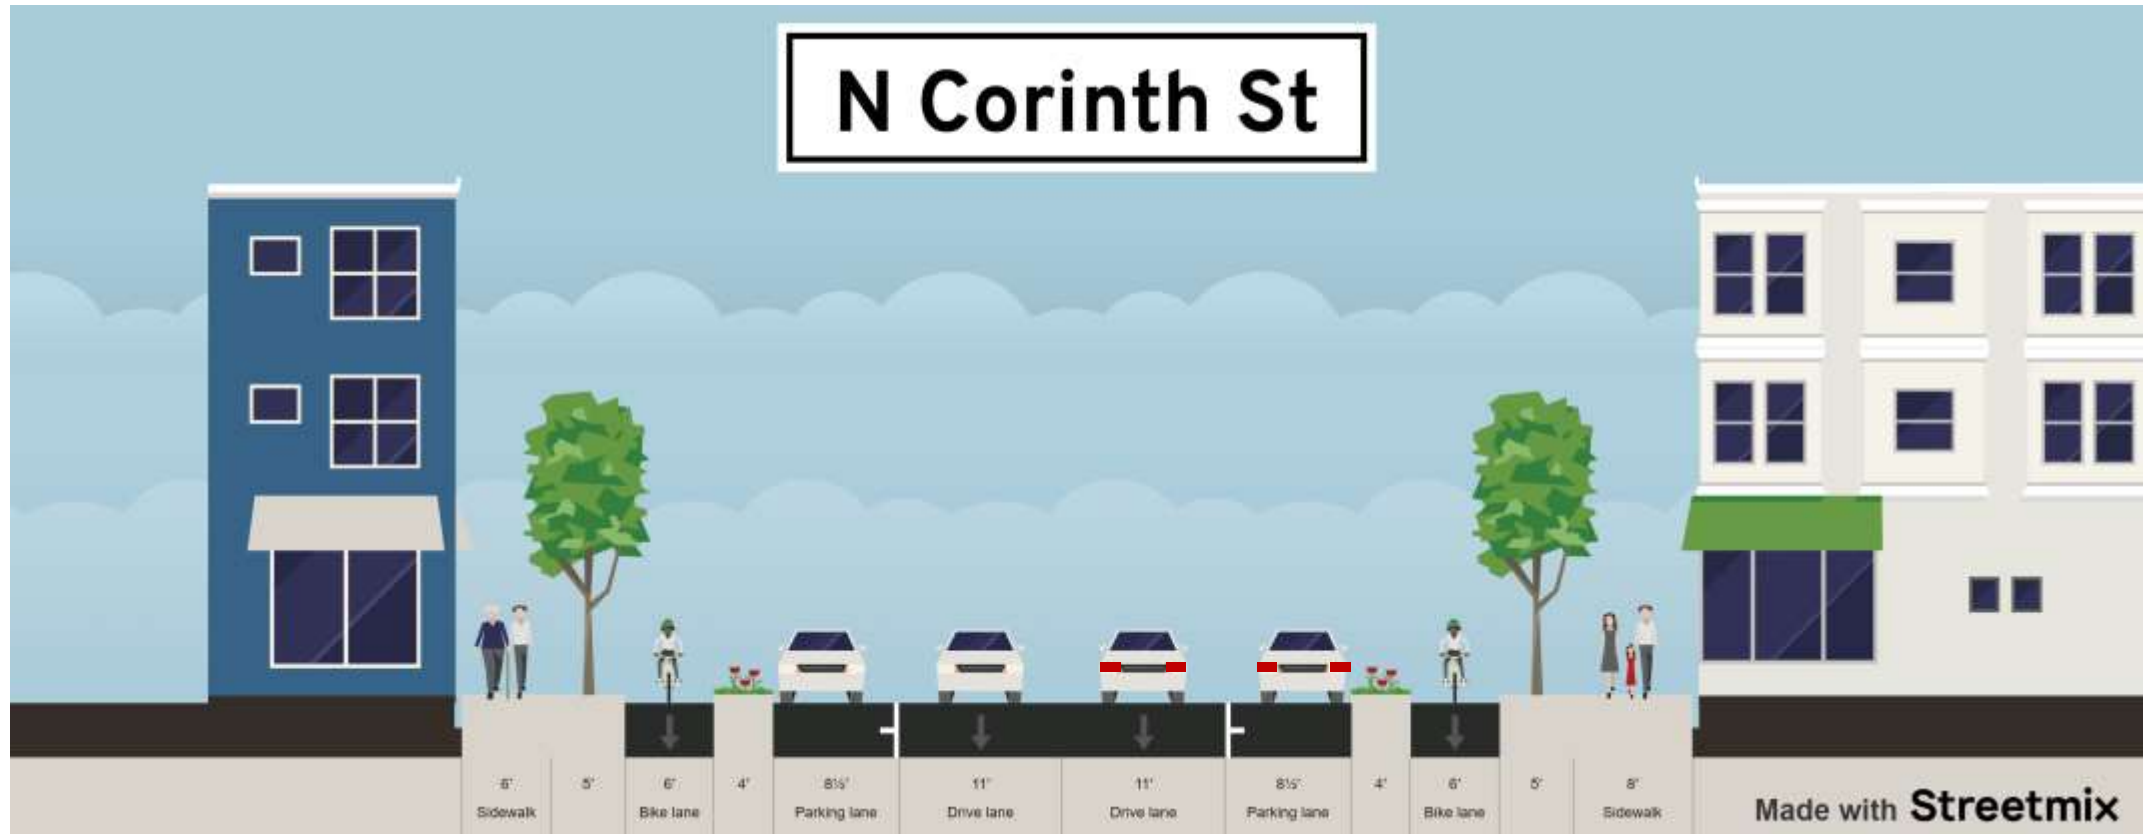 N Corinth St
6' 5' 6' 4' 8½' 11' 11' 8½' 4' 6' 5' 8'
Sidewalk Bike lane Parking lane Drive lane Drive lane Parking lane Bike lane Sidewalk
Made with Streetmix